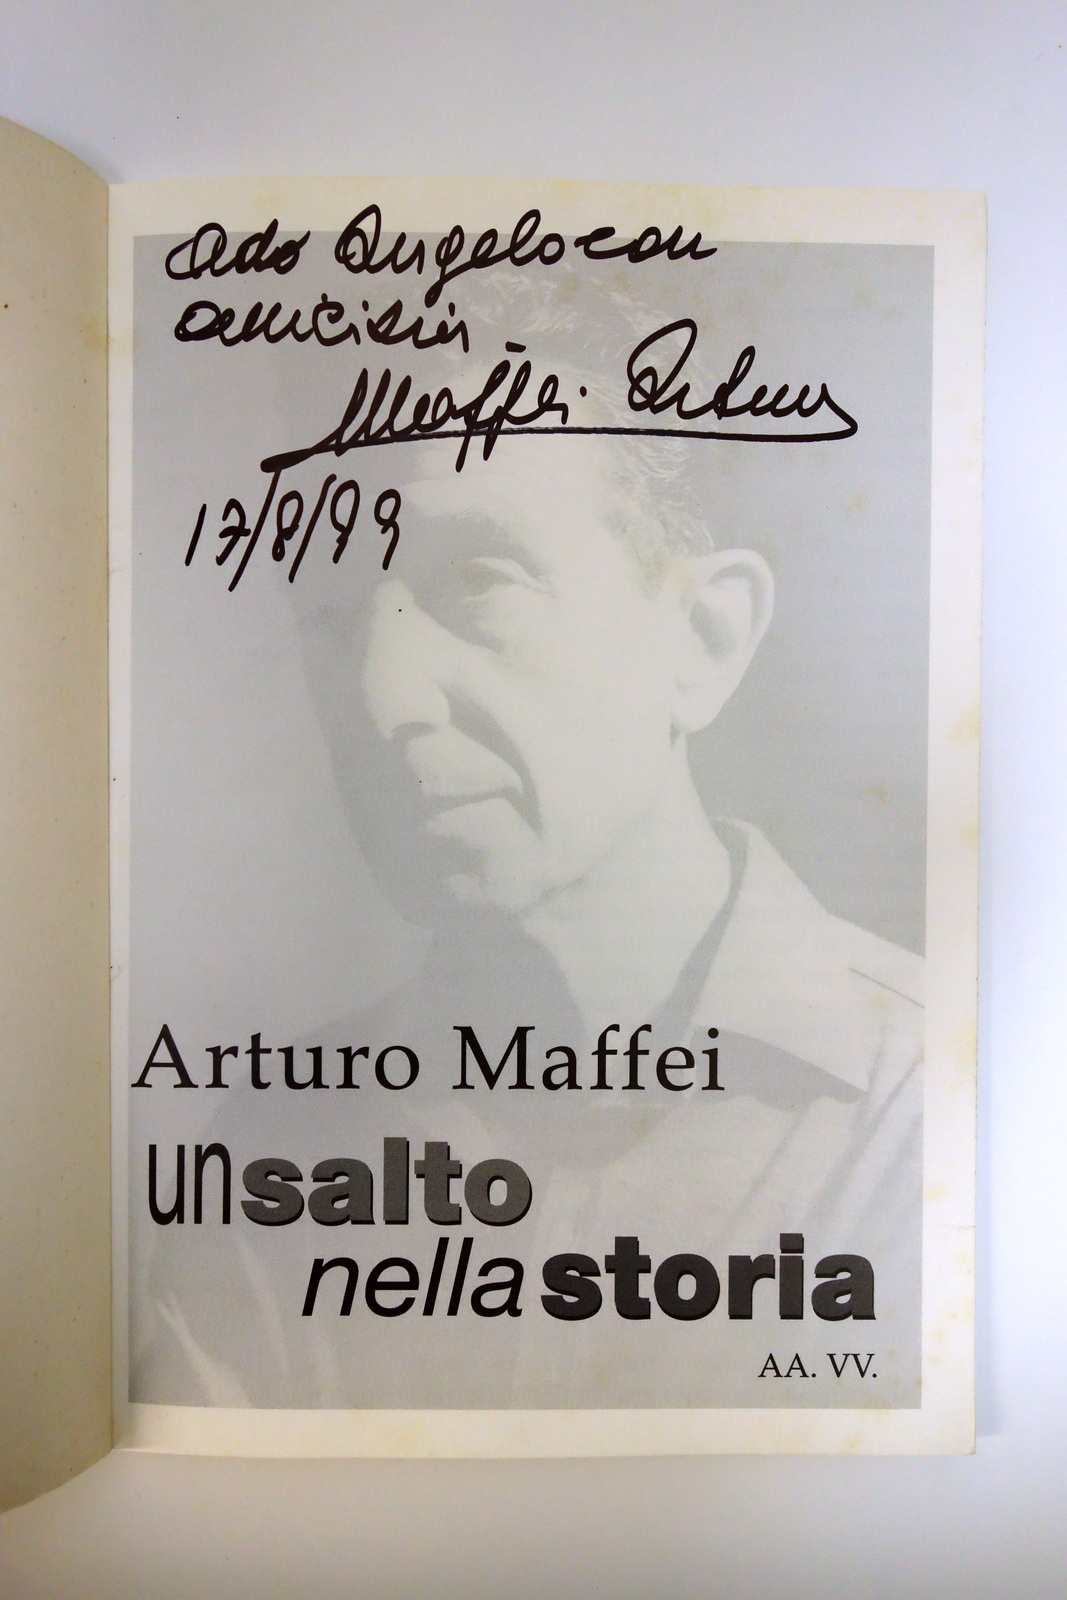 Ado Angelo con
amicizia
Maffei Arturo
17/8/99
Arturo Maffei
un salto
nella storia
AA. VV.